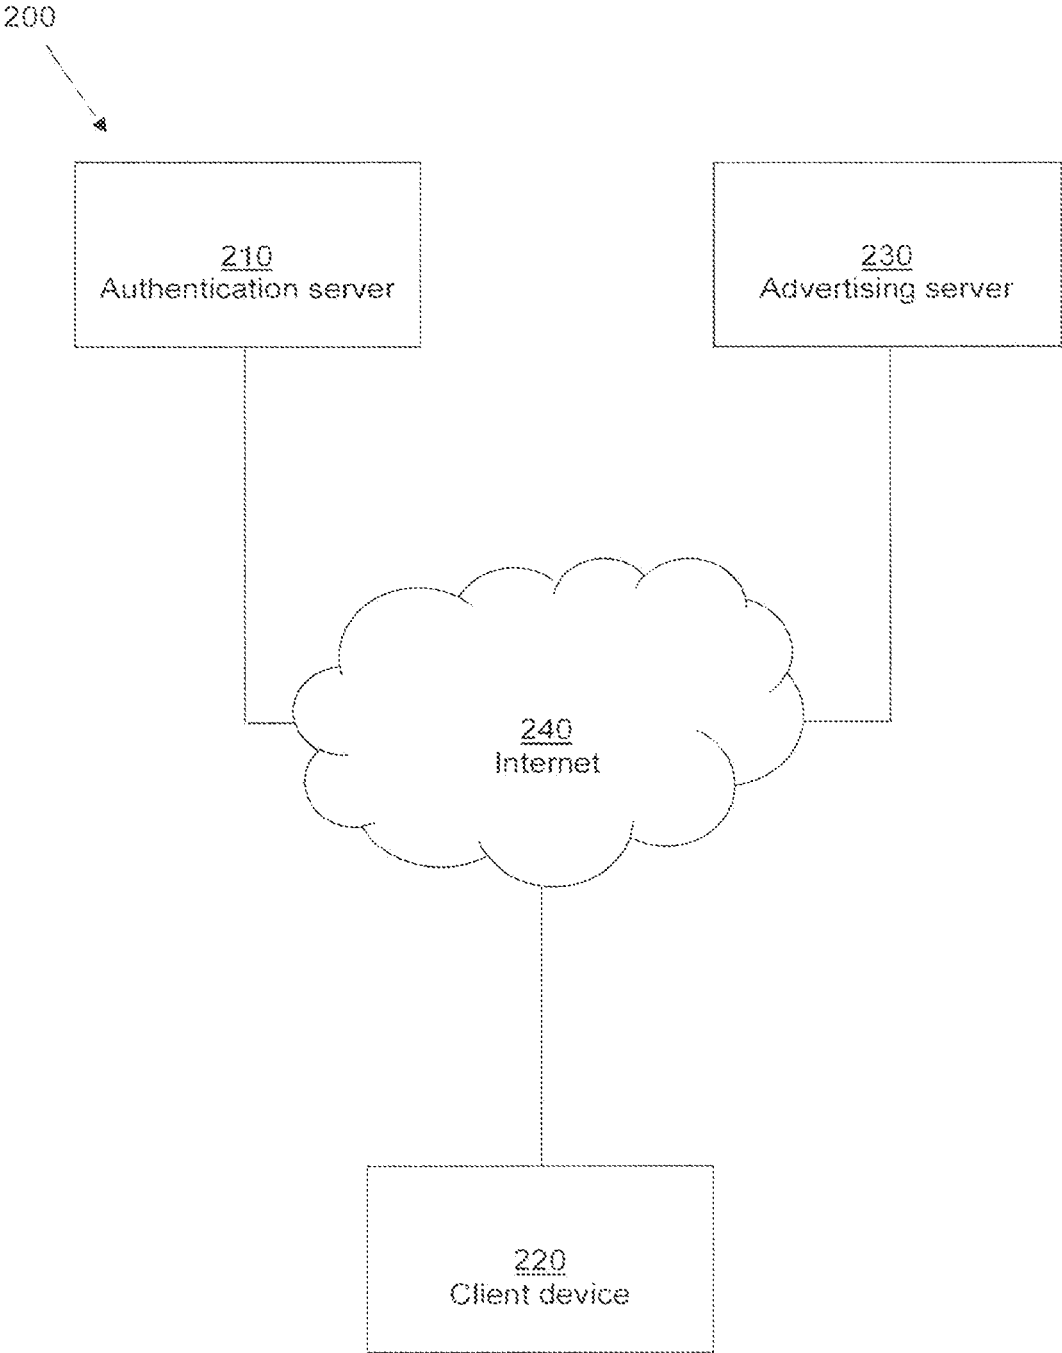 200
210
Authentication server
230
Advertising server
240
Internet
220
Client device